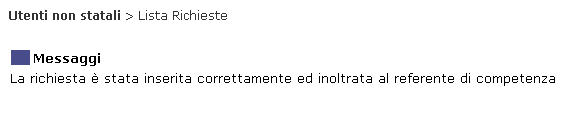 Utenti non statali > Lista Richieste
Messaggi
La richiesta è stata inserita correttamente ed inoltrata al referente di competenza